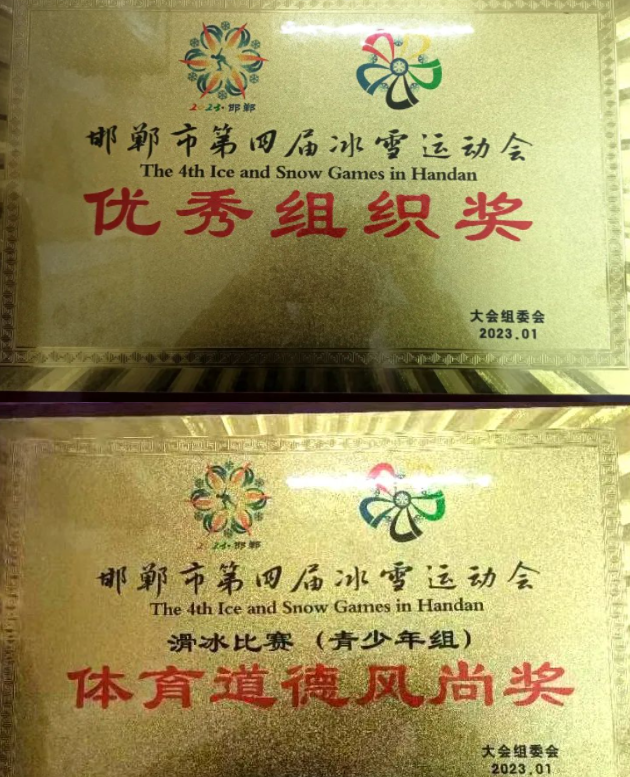 2023·邯郸
邯郸市第四届冰雪运动会
The 4th Ice and Snow Games in Handan
优秀组织奖
大会组委会
2023.01
2023·邯郸
邯郸市第四届冰雪运动会
The 4th Ice and Snow Games in Handan
滑冰比赛（青少年组）
体育道德风尚奖
大会组委会
2023.01